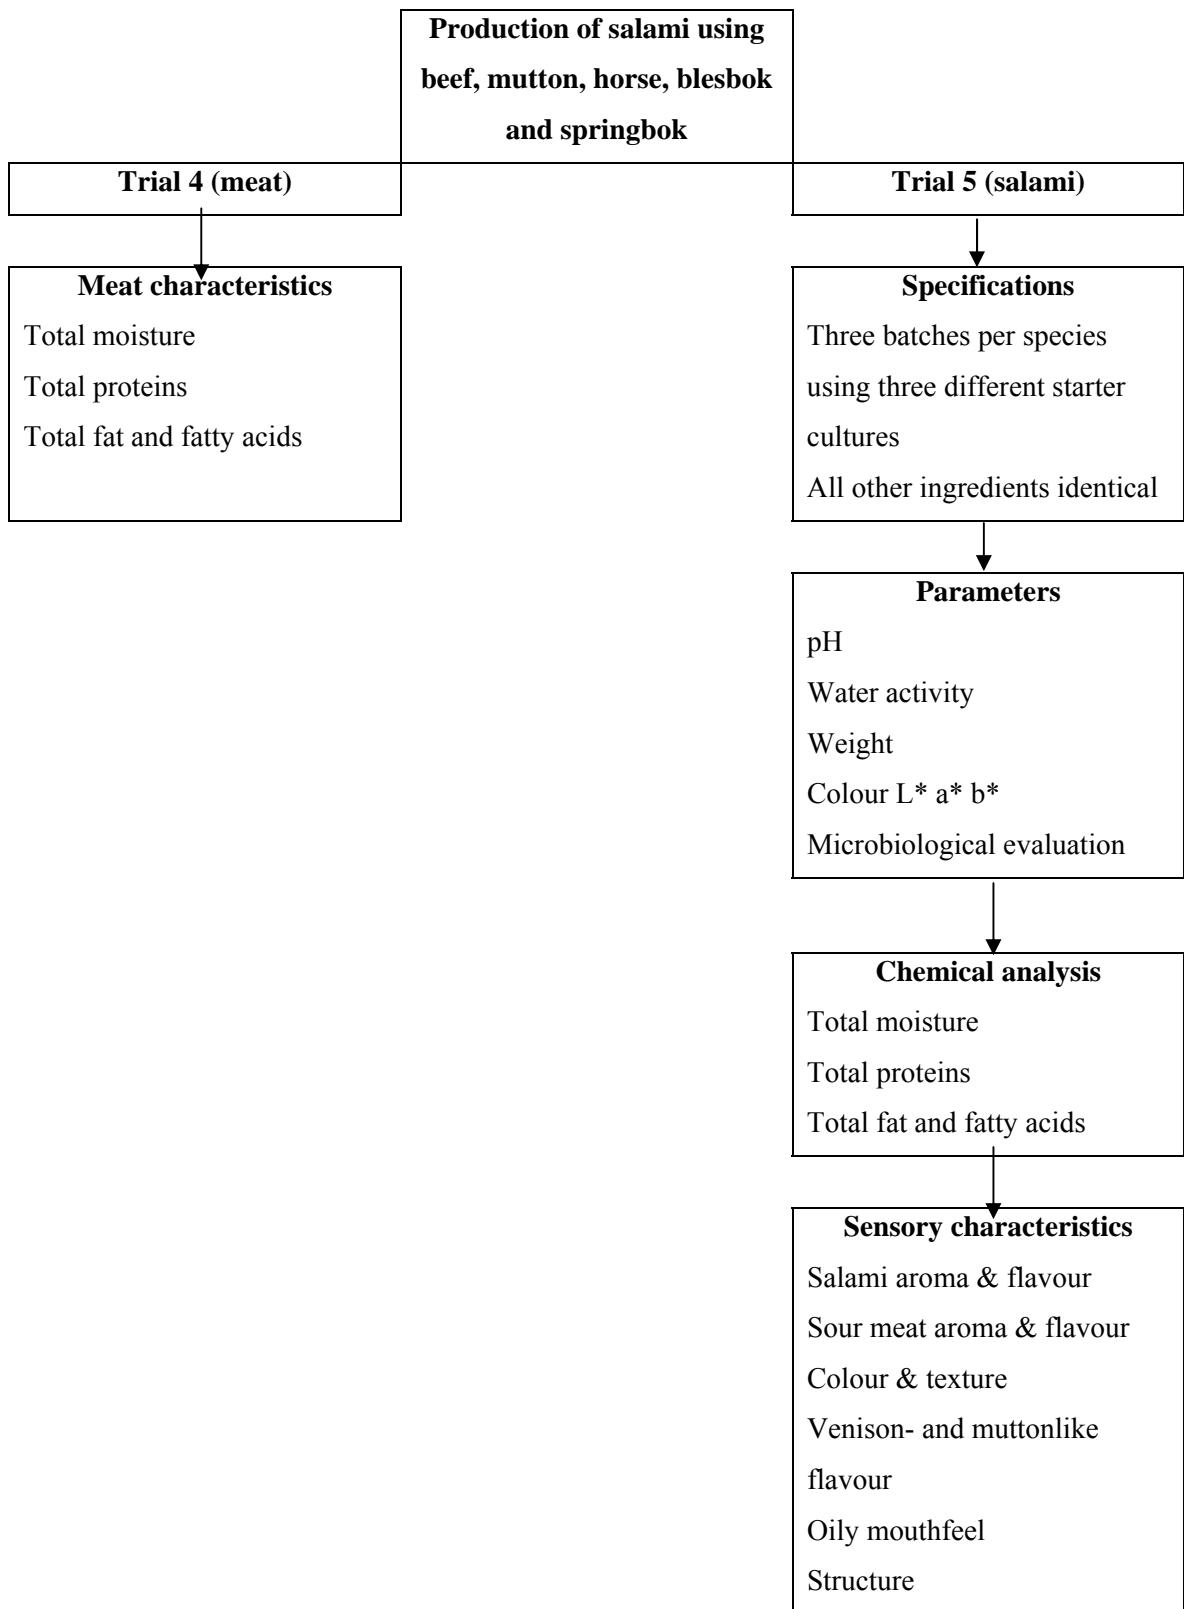 Production of salami using
beef, mutton, horse, blesbok
and springbok
Trial 4 (meat)
Trial 5 (salami)
Meat characteristics
Total moisture
Total proteins
Total fat and fatty acids
Specifications
Three batches per species
using three different starter
cultures
All other ingredients identical
Parameters
pH
Water activity
Weight
Colour L* a* b*
Microbiological evaluation
Chemical analysis
Total moisture
Total proteins
Total fat and fatty acids
Sensory characteristics
Salami aroma & flavour
Sour meat aroma & flavour
Colour & texture
Venison- and muttonlike
flavour
Oily mouthfeel
Structure